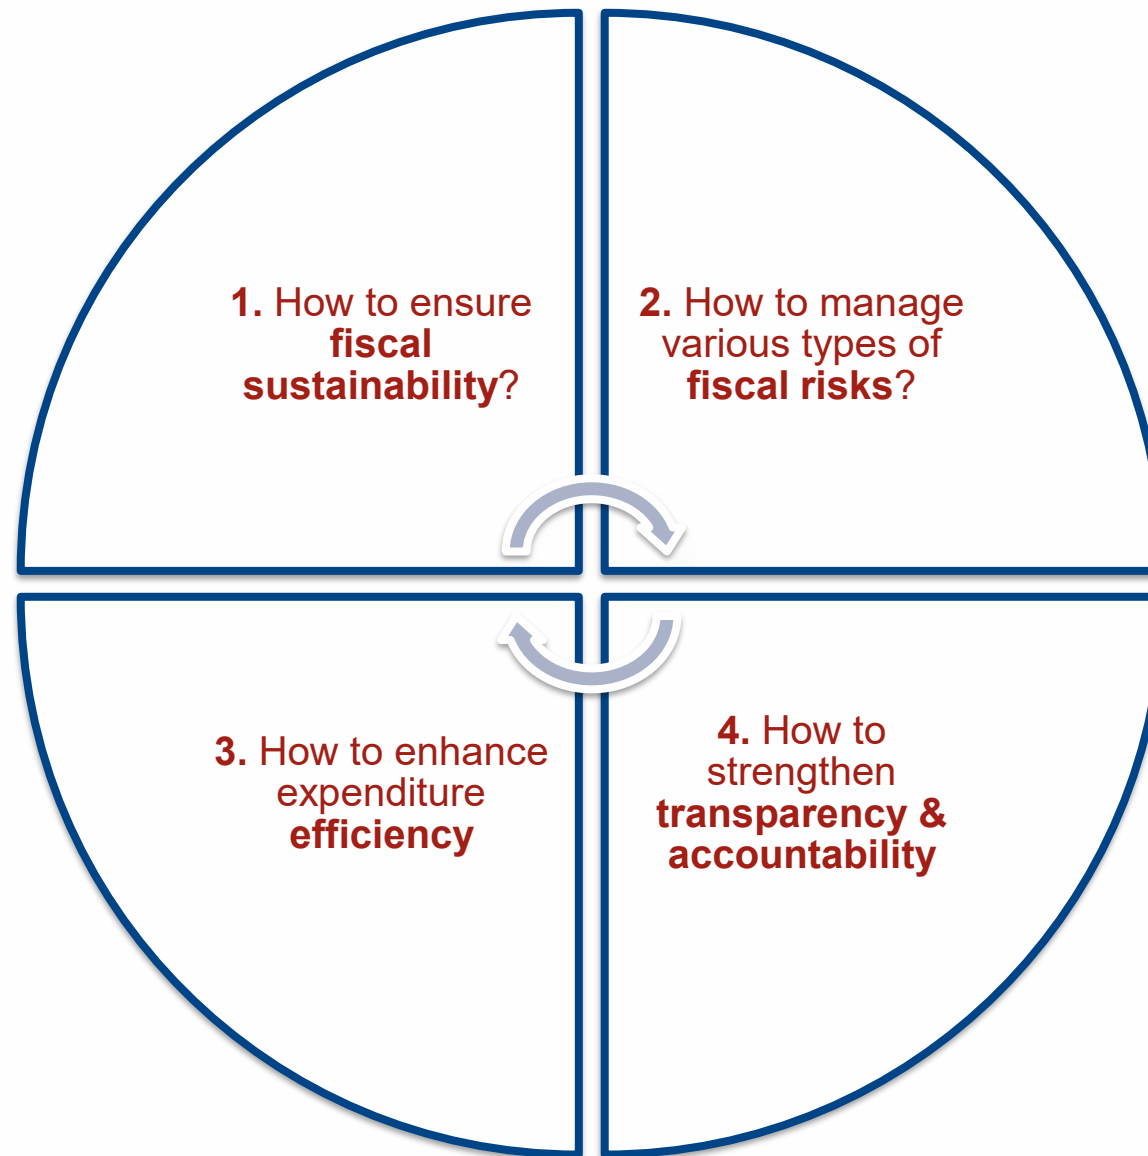 1. How to ensure
fiscal
sustainability?
2. How to manage
various types of
fiscal risks?
3. How to enhance
expenditure
efficiency
4. How to
strengthen
transparency &
accountability